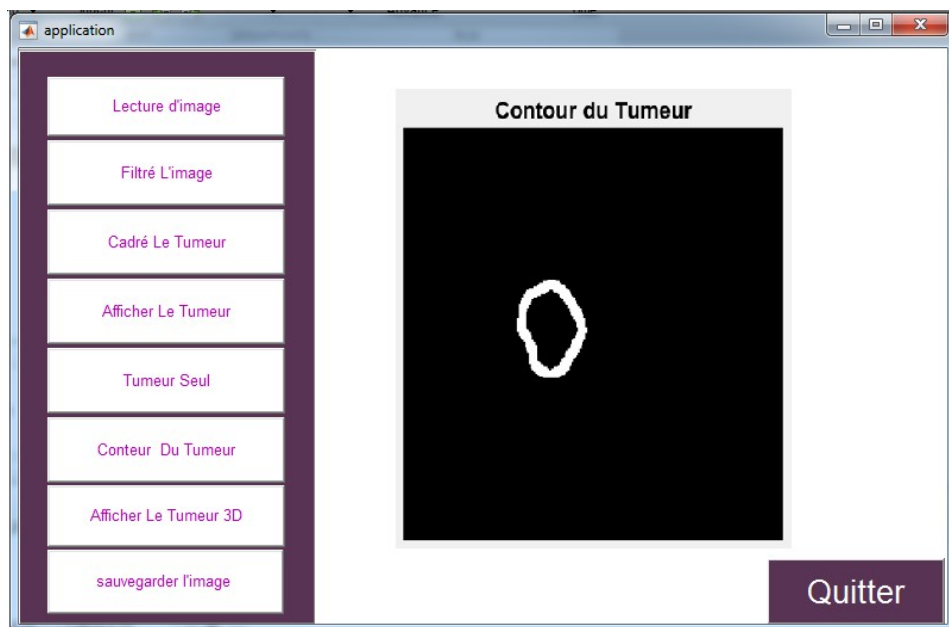 application
Lecture d'image
Filtré L'image
Cadré Le Tumeur
Afficher Le Tumeur
Tumeur Seul
Conteur Du Tumeur
Afficher Le Tumeur 3D
sauvegarder l'image
Contour du Tumeur
Quitter